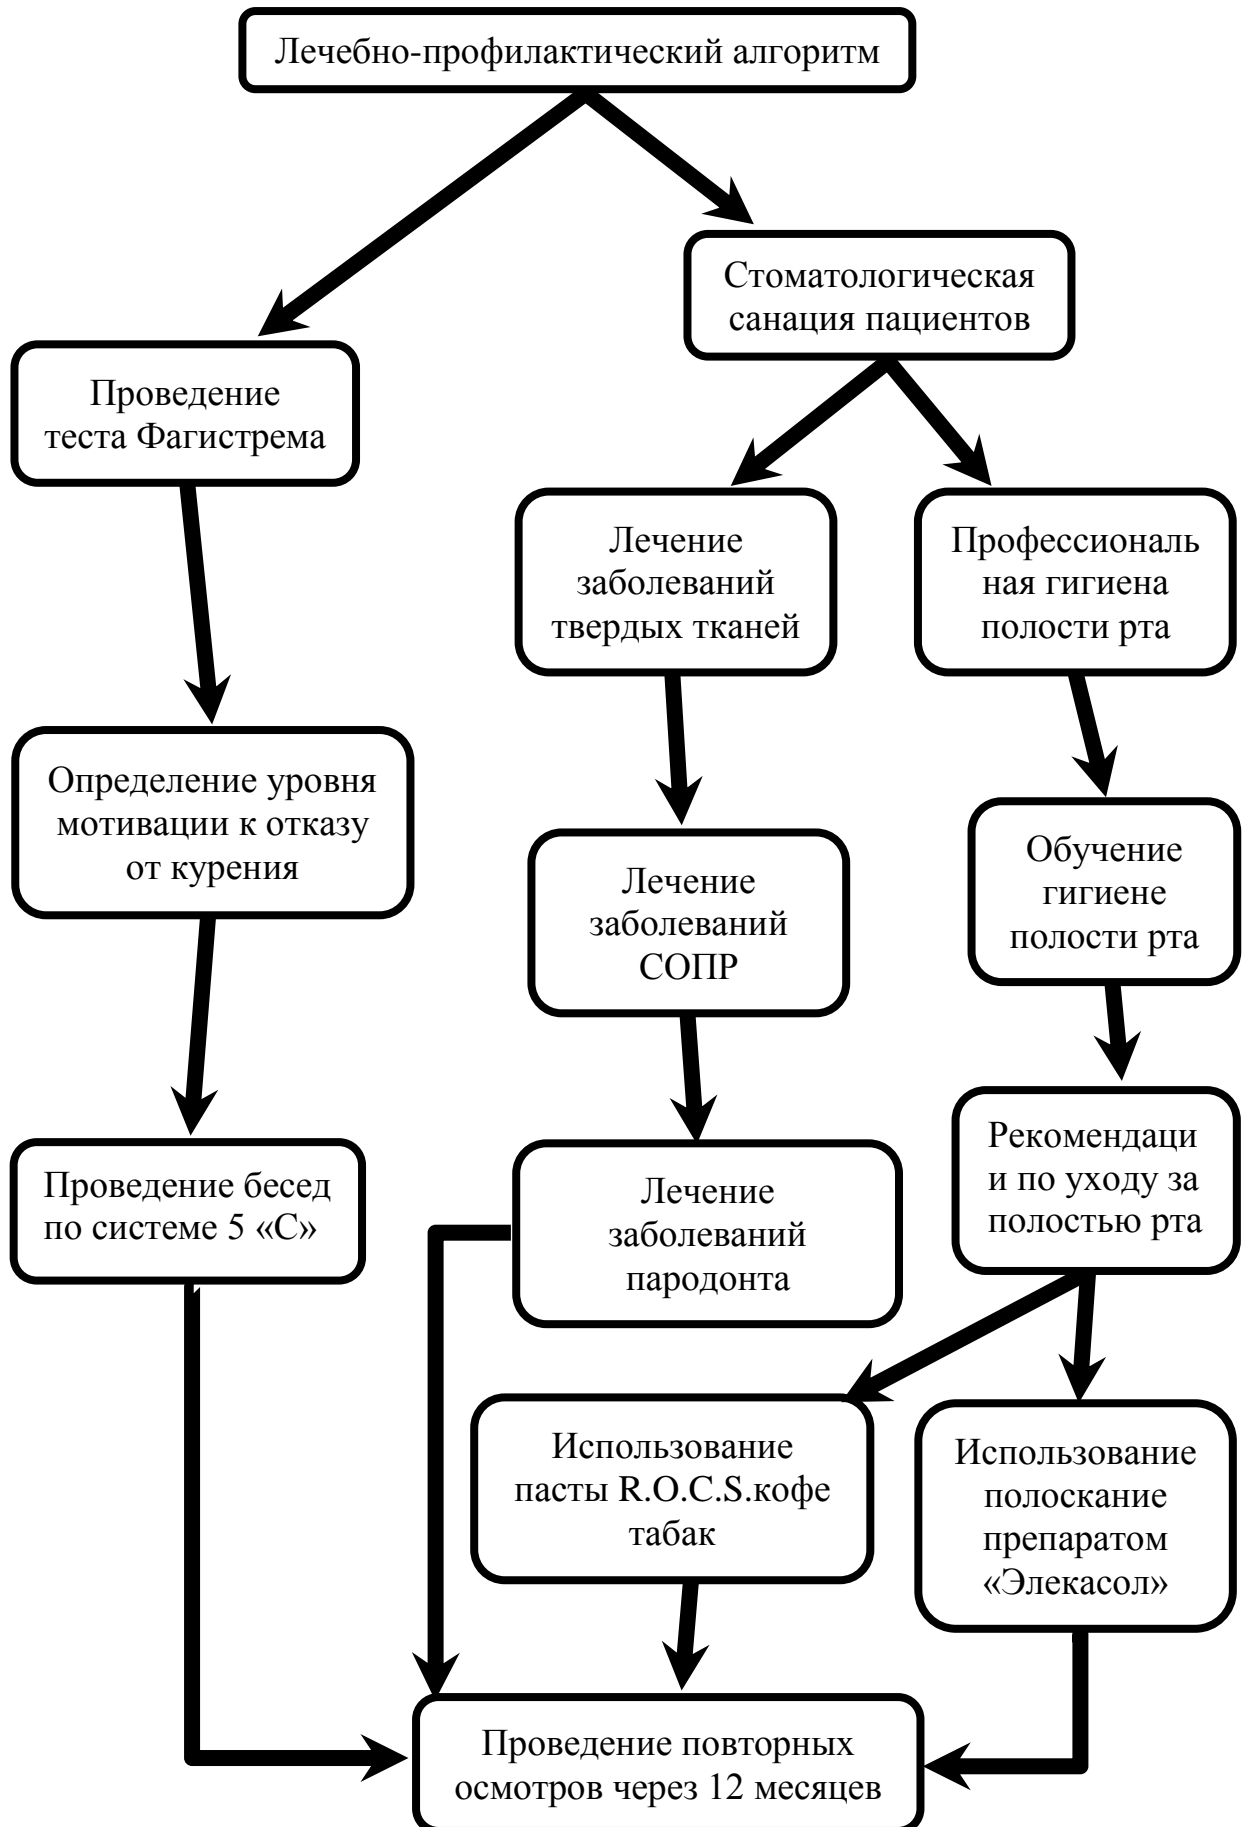 Лечебно-профилактический алгоритм
Стоматологическая
санация пациентов
Проведение
теста Фагистрема
Лечение
заболеваний
твердых тканей
Профессиональ
ная гигиена
полости рта
Определение уровня
мотивации к отказу
от курения
Лечение
заболеваний
СОПР
Обучение
гигиене
полости рта
Проведение бесед
по системе 5 «С»
Лечение
заболеваний
пародонта
Рекомендаци
и по уходу за
полостью рта
Использование
пасты R.O.C.S.кофе
табак
Использование
полоскание
препаратом
«Элекасол»
Проведение повторных
осмотров через 12 месяцев